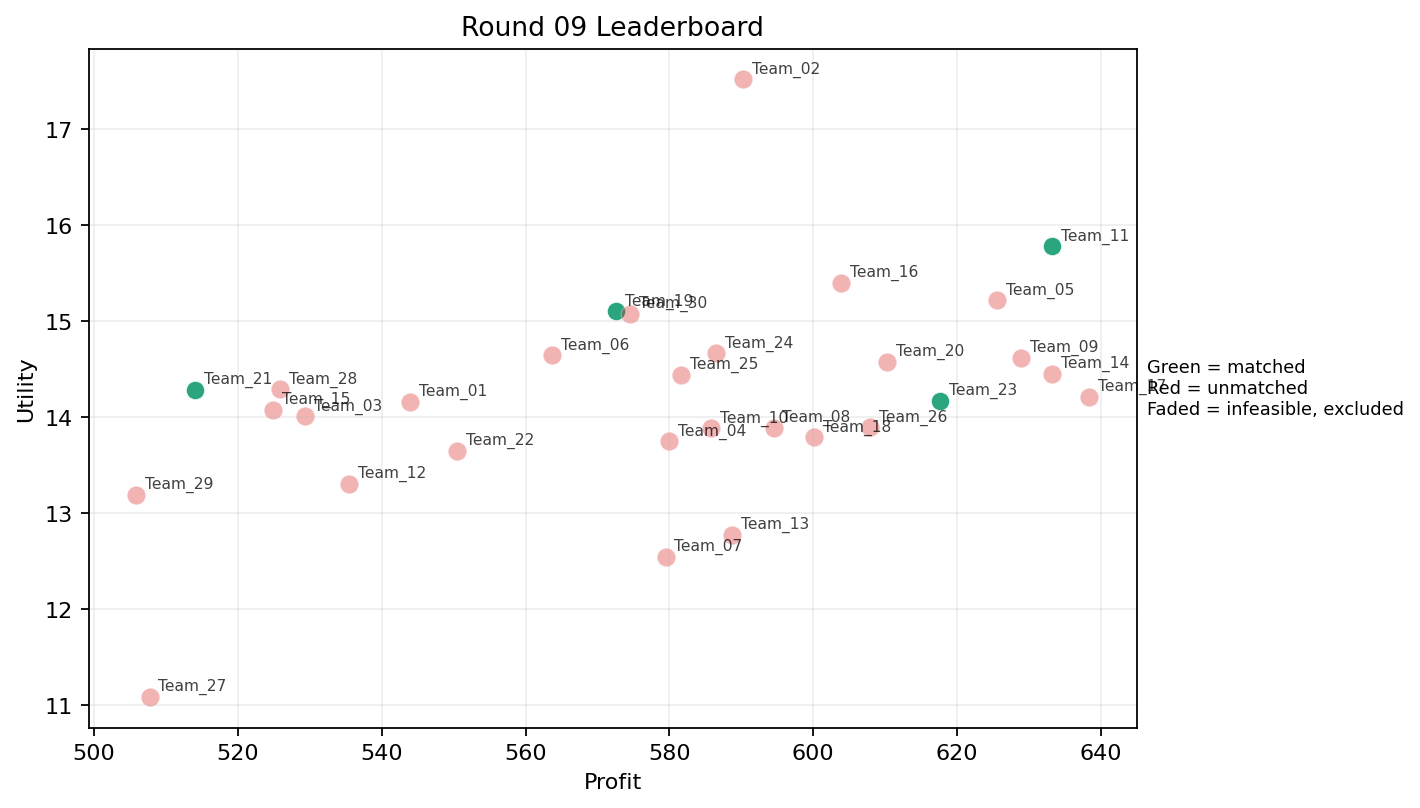 Round 09 Leaderboard
Utility
17
16
15
14
13
12
11
Team_02
Team_11
Team_16
Team_05
Team_19
Team_30
Team_06
Team_24
Team_20
Team_09
Team_25
Team_14
Team_21
Team_28
Team_01
Team_23
Team_17
Team_15
Team_03
Team_10
Team_08
Team_26
Team_04
Team_18
Team_22
Team_12
Team_29
Team_13
Team_07
Team_27
Green = matched
Red = unmatched
Faded = infeasible, excluded
500 520 540 560 580 600 620 640
Profit